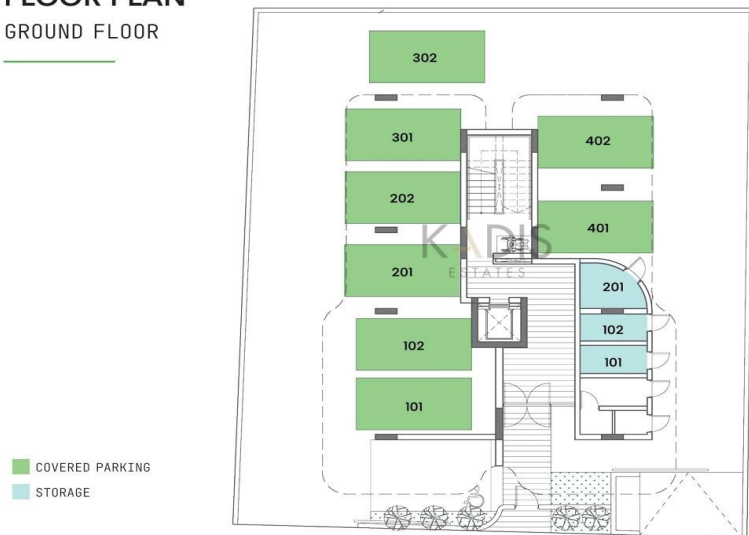 FLOOR PLAN
GROUND FLOOR
302
301
402
202
401
KADIS
ESTATES
201
201
102
102
101
101
COVERED PARKING
STORAGE